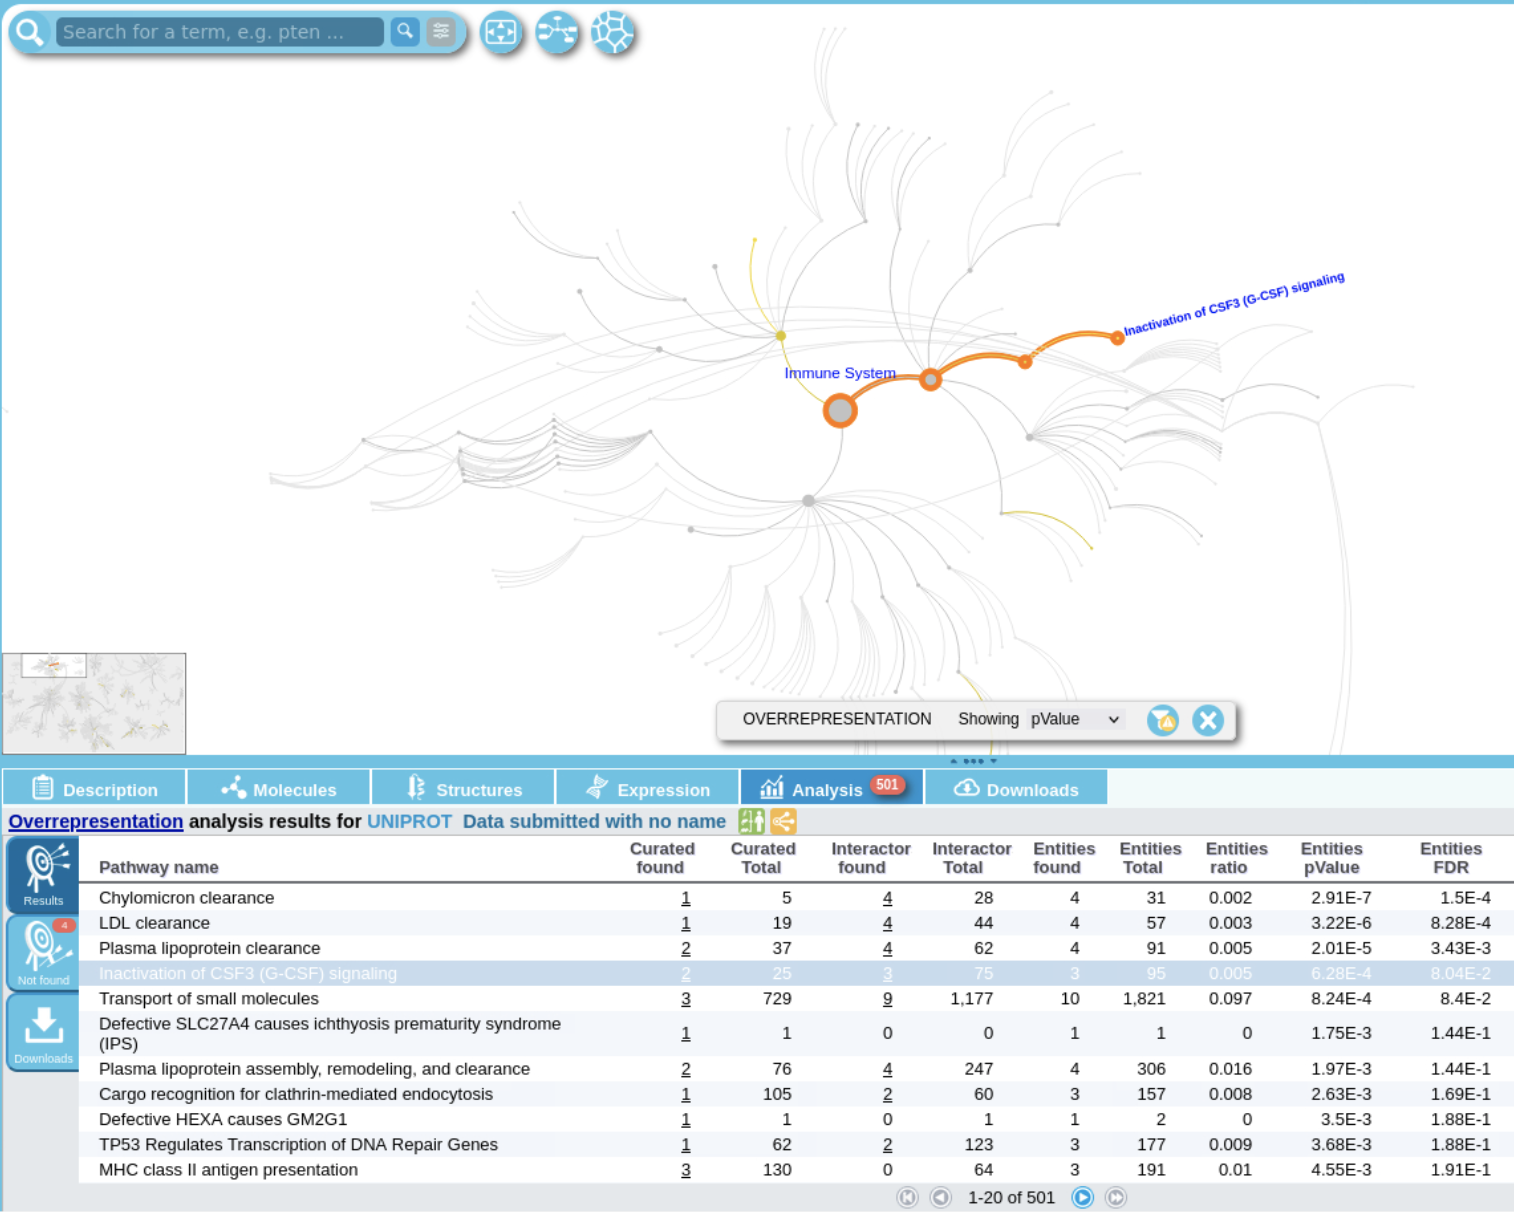 Search for a term, e.g. pten ...
Inactivation of CSF3 (G-CSF) signaling
Immune System
OVERREPRESENTATION Showing pValue
Description Molecules Structures Expression Analysis 501 Downloads
Overrepresentation analysis results for UNIPROT Data submitted with no name
Results
4
Not found
Downloads
Pathway name Curated found Curated Total Interactor found Interactor Total Entities found Entities Total Entities ratio Entities pValue Entities FDR
Chylomicron clearance 1 5 4 28 4 31 0.002 2.91E-7 1.5E-4
LDL clearance 1 19 4 44 4 57 0.003 3.22E-6 8.28E-4
Plasma lipoprotein clearance 2 37 4 62 4 91 0.005 2.01E-5 3.43E-3
Inactivation of CSF3 (G-CSF) signaling 2 25 3 75 3 95 0.005 6.28E-4 8.04E-2
Transport of small molecules 3 729 9 1,177 10 1,821 0.097 8.24E-4 8.4E-2
Defective SLC27A4 causes ichthyosis prematurity syndrome
(IPS) 1 1 0 0 1 1 0 1.75E-3 1.44E-1
Plasma lipoprotein assembly, remodeling, and clearance 2 76 4 247 4 306 0.016 1.97E-3 1.44E-1
Cargo recognition for clathrin-mediated endocytosis 1 105 2 60 3 157 0.008 2.63E-3 1.69E-1
Defective HEXA causes GM2G1 1 1 0 1 1 2 0 3.5E-3 1.88E-1
TP53 Regulates Transcription of DNA Repair Genes 1 62 2 123 3 177 0.009 3.68E-3 1.88E-1
MHC class II antigen presentation 3 130 0 64 3 191 0.01 4.55E-3 1.91E-1
1-20 of 501